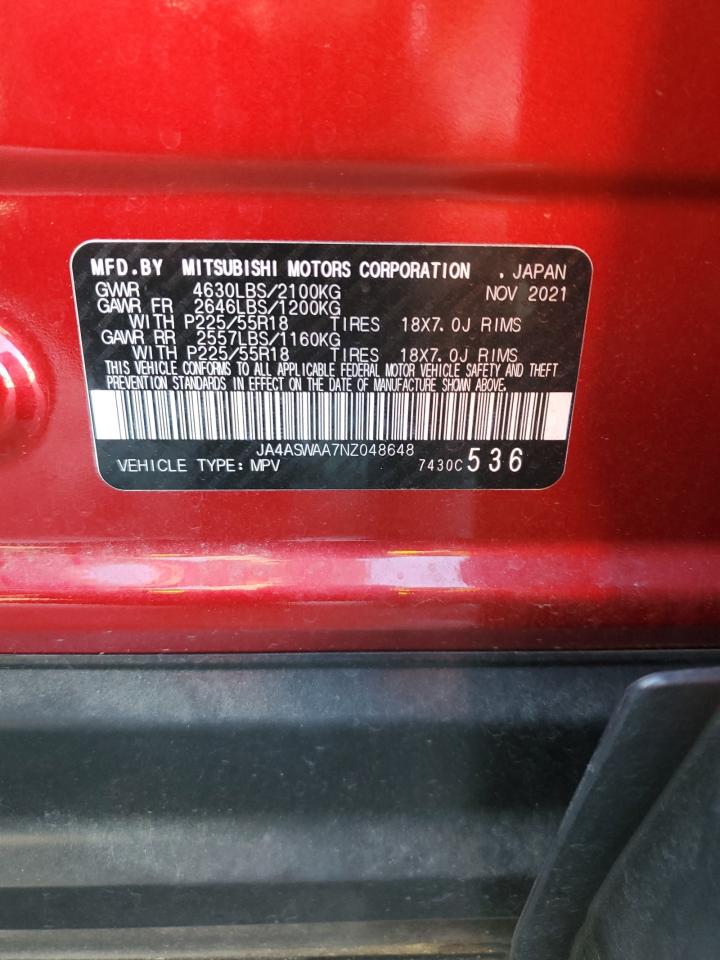 MFD.BY MITSUBISHI MOTORS CORPORATION . JAPAN
GVWR 4630LBS/2100KG NOV 2021
GAWR FR 2646LBS/1200KG
WITH P225/55R18 TIRES 18X7.0J RIMS
GAWR RR 2557LBS/1160KG
WITH P225/55R18 TIRES 18X7.0J RIMS
THIS VEHICLE CONFORMS TO ALL APPLICABLE FEDERAL MOTOR VEHICLE SAFETY AND THEFT
PREVENTION STANDARDS IN EFFECT ON THE DATE OF MANUFACTURE SHOWN ABOVE.
JA4ASWAA7NZ048648
VEHICLE TYPE: MPV 7430C 536